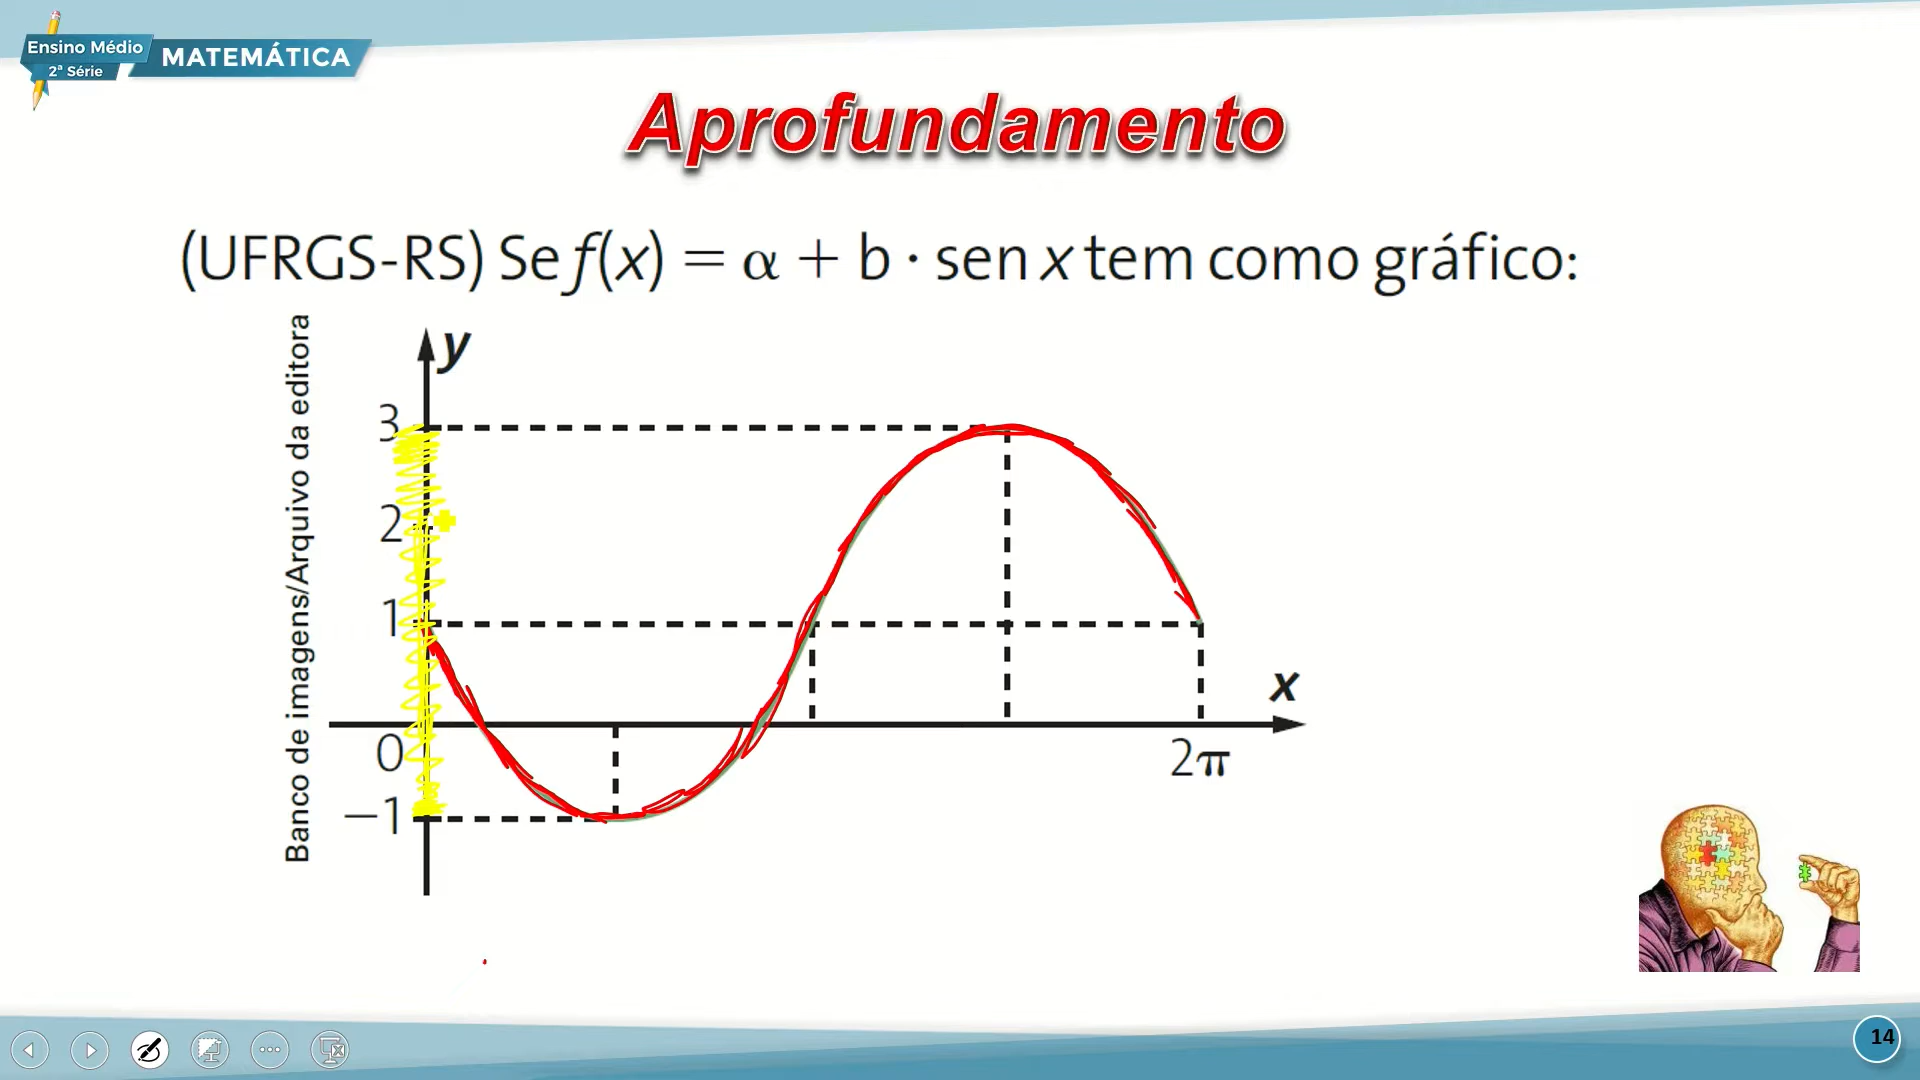 Ensino Médio
2ª Série
MATEMÁTICA
Aprofundamento
(UFRGS-RS) Se f(x) = α + b · sen x tem como gráfico:
Banco de imagens/Arquivo da editora
y
3
2
1
x
0
2π
−1
14